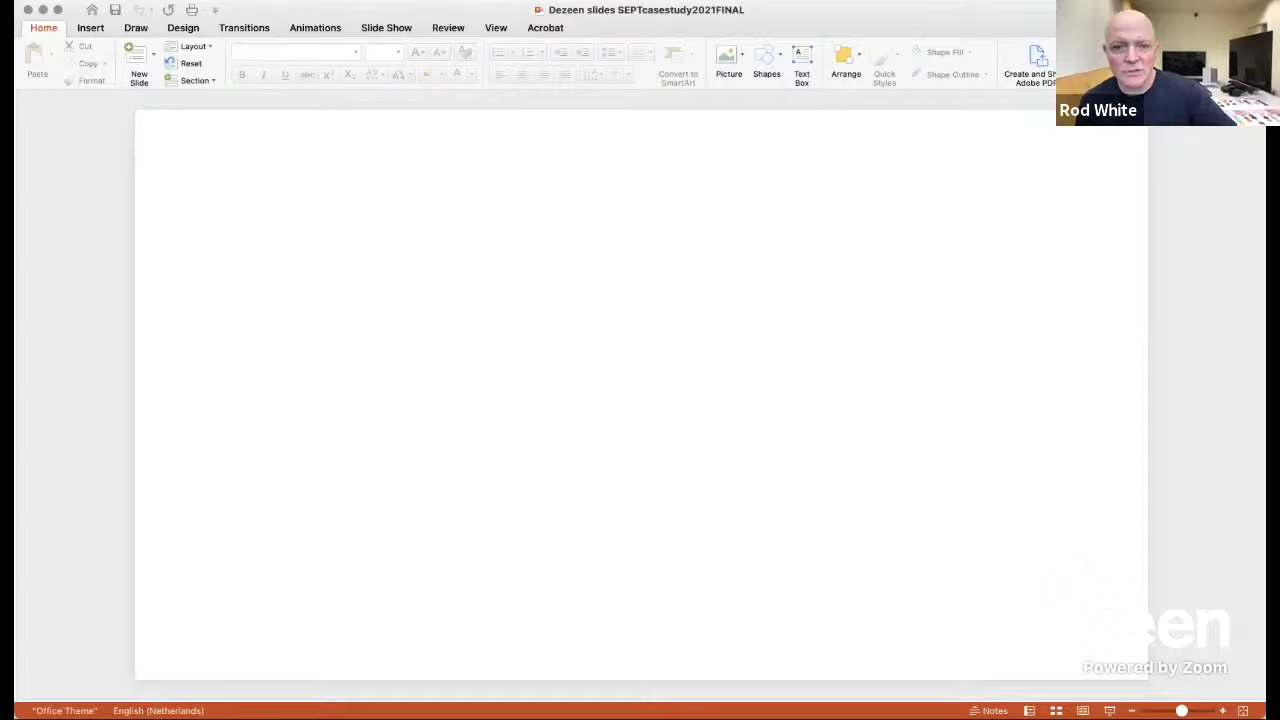 Dezeen slides SEPTcasestudy2021FINAL
Home Insert Draw Design Transitions Animations Slide Show Review View Acrobat
Paste
Cut
Copy
Format
New Slide
Layout
Reset
Section
Convert to SmartArt
Picture
Shapes
Text Box
Arrange
Quick Styles
Shape Fill
Shape Outline
Create and Sh
Adobe PDF
Rod White
een
Powered by Zoom
"Office Theme" English (Netherlands) Notes